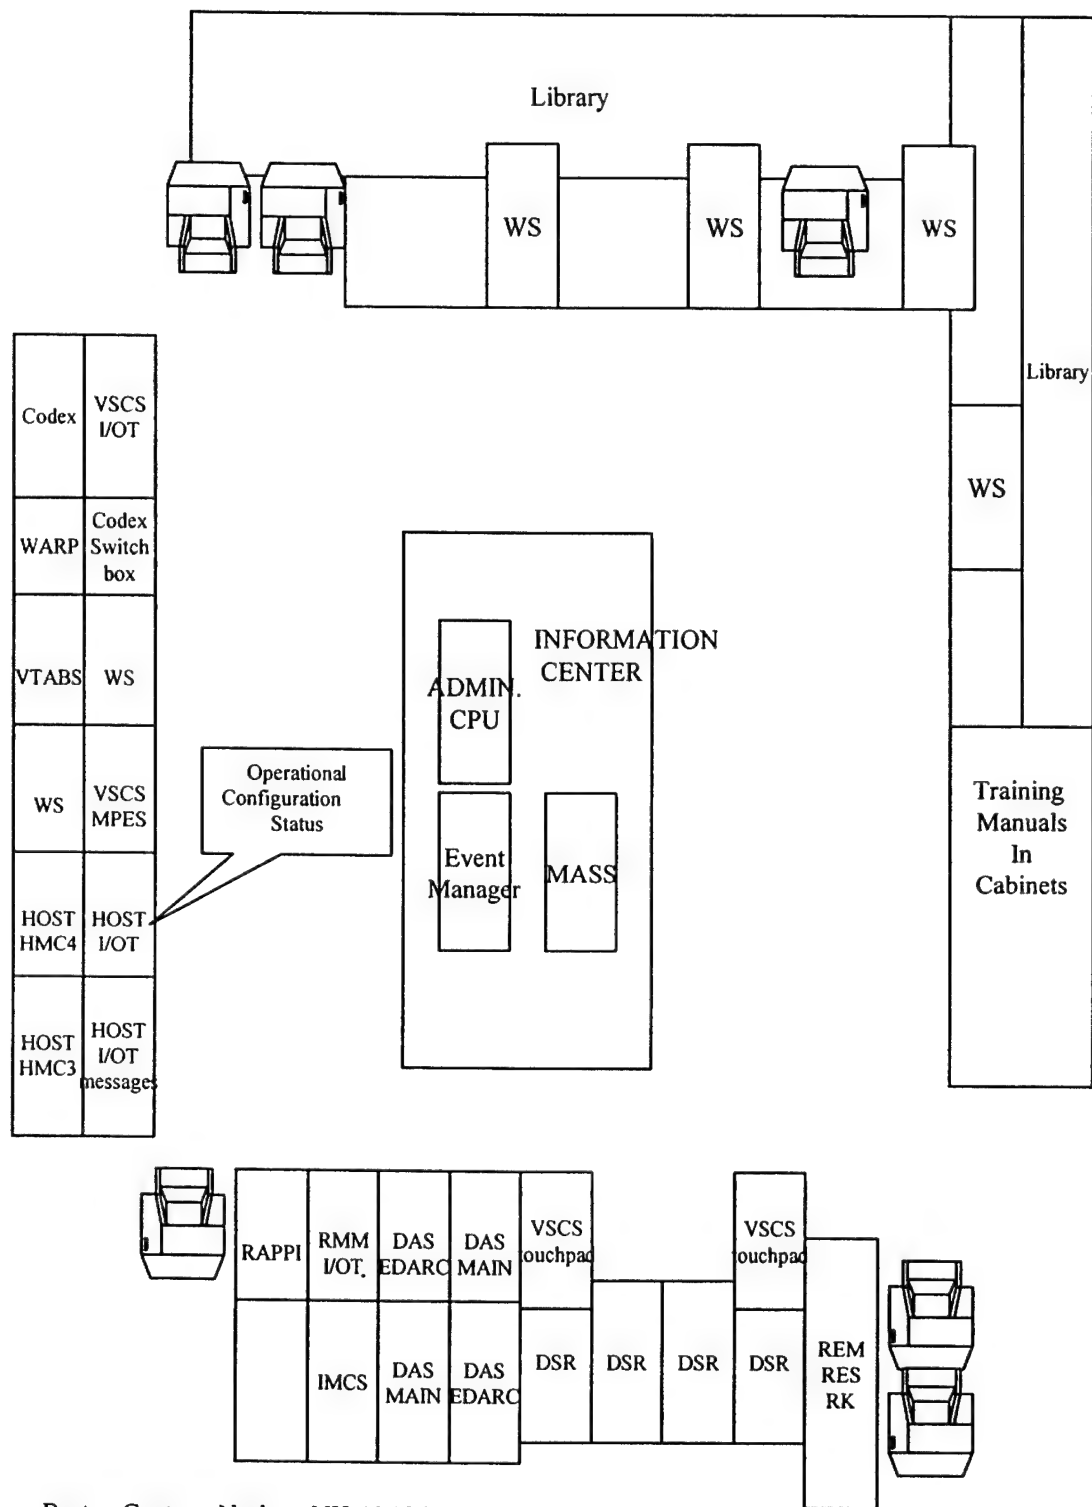 Library
WS
WS
WS
Library
Codex
VSCS
I/OT
WS
WARP
Codex
Switch
box
VTABS
WS
INFORMATION
CENTER
ADMIN.
CPU
WS
VSCS
MPES
Operational
Configuration
Status
Event
Manager
MASS
Training
Manuals
In
Cabinets
HOST
HMC4
HOST
I/OT
HOST
HMC3
HOST
I/OT
messages
RAPPI
RMM
I/OT.
DAS
EDARC
DAS
MAIN
VSCS
ouchpad
VSCS
ouchpad
IMCS
DAS
MAIN
DAS
EDARC
DSR
DSR
DSR
DSR
REM
RES
RK